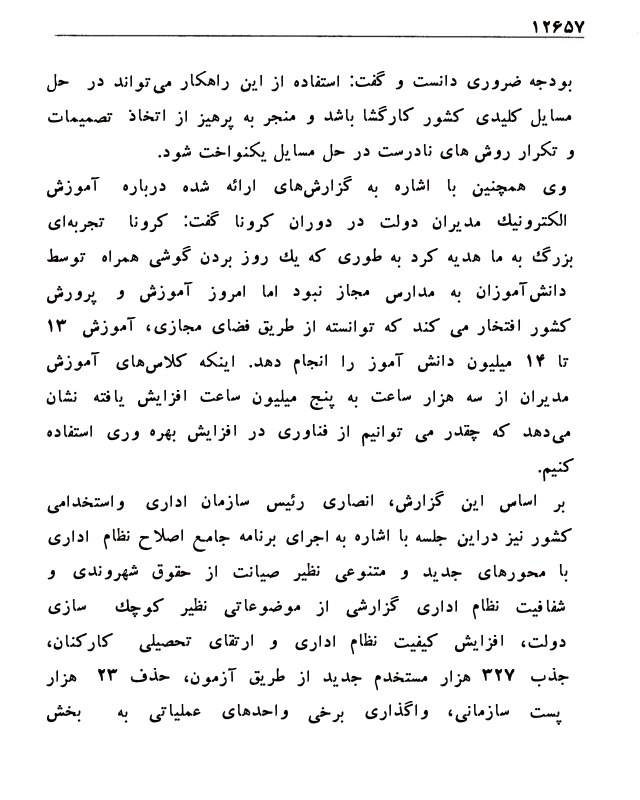 ۱۲۶۵۷
بودجه ضروری دانست و گفت: استفاده از این راهکار می‌تواند در حل
مسایل کلیدی کشور کارگشا باشد و منجر به پرهیز از اتخاذ تصمیمات
و تکرار روش های نادرست در حل مسایل یکنواخت شود.
وی همچنین با اشاره به گزارش‌های ارائه شده درباره آموزش
الکترونیك مدیران دولت در دوران کرونا گفت: کرونا تجربه‌ای
بزرگ به ما هدیه کرد به طوری که یك روز بردن گوشی همراه توسط
دانش‌آموزان به مدارس مجاز نبود اما امروز آموزش و پرورش
کشور افتخار می کند که توانسته از طریق فضای مجازی، آموزش ۱۳
تا ۱۴ میلیون دانش آموز را انجام دهد. اینکه کلاس‌های آموزش
مدیران از سه هزار ساعت به پنج میلیون ساعت افزایش یافته نشان
می‌دهد که چقدر می توانیم از فناوری در افزایش بهره وری استفاده
کنیم.
بر اساس این گزارش، انصاری رئیس سازمان اداری واستخدامی
کشور نیز دراین جلسه با اشاره به اجرای برنامه جامع اصلاح نظام اداری
با محورهای جدید و متنوعی نظیر صیانت از حقوق شهروندی و
شفافیت نظام اداری گزارشی از موضوعاتی نظیر کوچك سازی
دولت، افزایش کیفیت نظام اداری و ارتقای تحصیلی کارکنان،
جذب ۳۲۷ هزار مستخدم جدید از طریق آزمون، حذف ۲۳ هزار
پست سازمانی، واگذاری برخی واحدهای عملیاتی به بخش